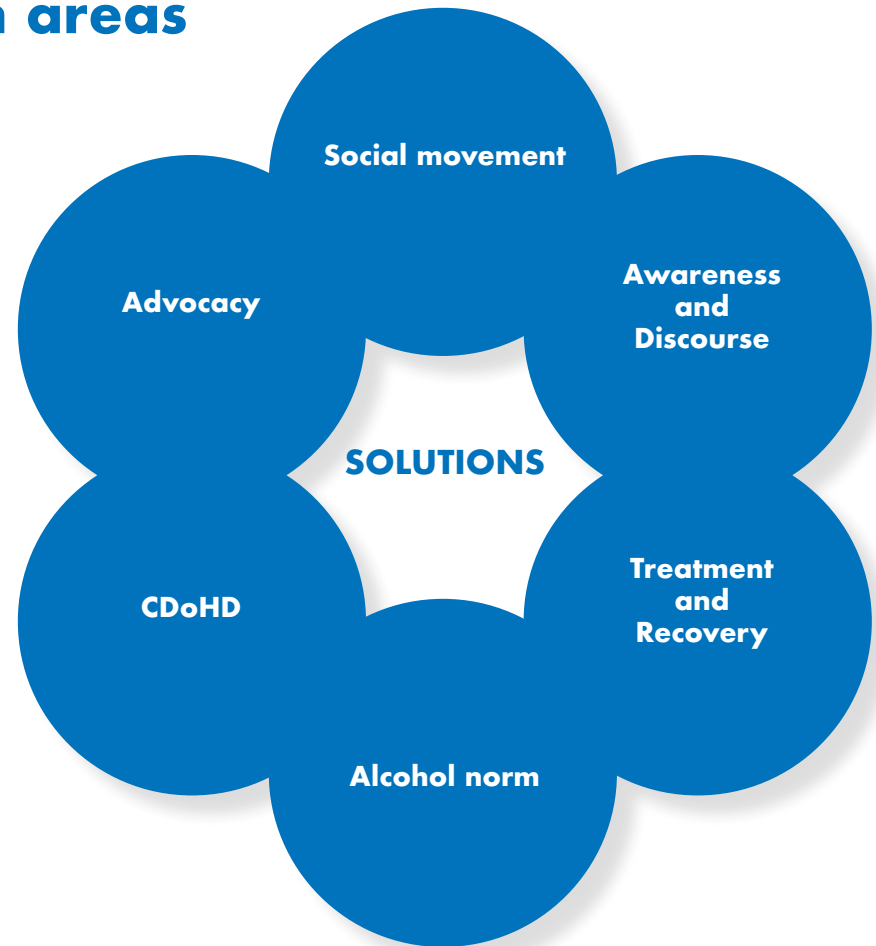 areas
Social movement
Advocacy
Awareness
and
Discourse
SOLUTIONS
CDoHD
Treatment
and
Recovery
Alcohol norm